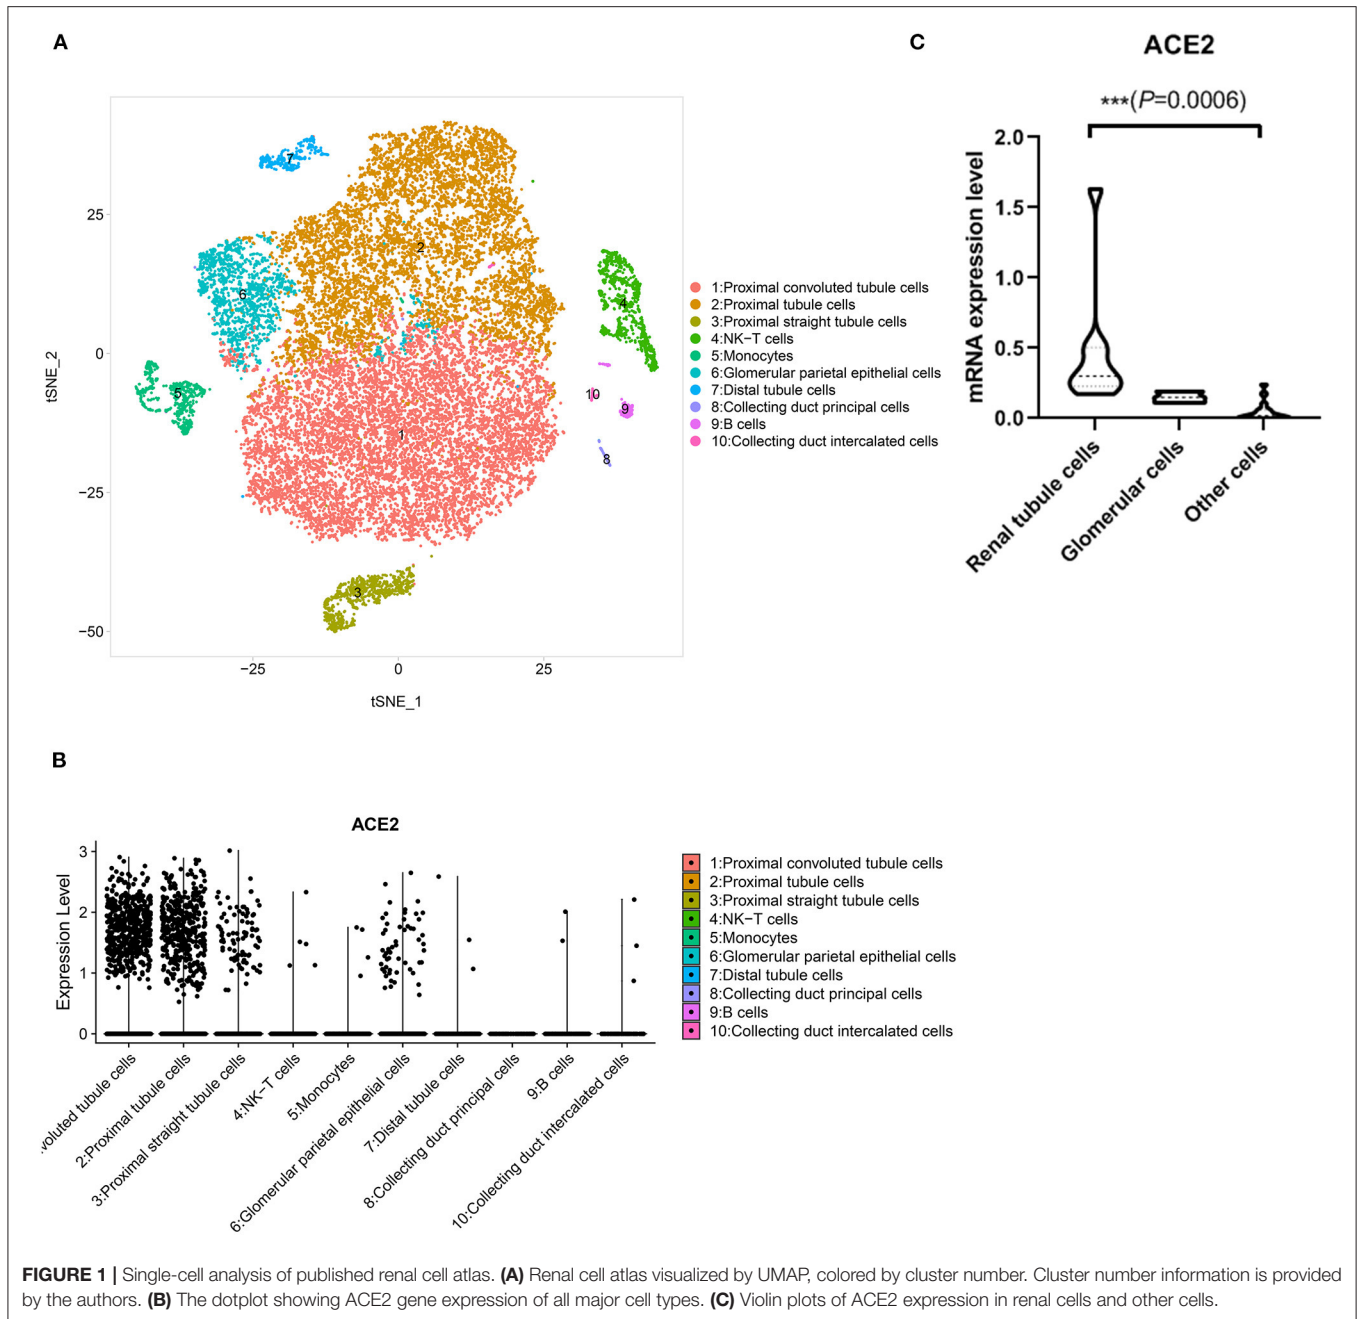 A
25
0
−25
−50
tSNE_2
−25
0
25
tSNE_1
1
2
3
4
5
6
7
8
9
10
1:Proximal convoluted tubule cells
2:Proximal tubule cells
3:Proximal straight tubule cells
4:NK−T cells
5:Monocytes
6:Glomerular parietal epithelial cells
7:Distal tubule cells
8:Collecting duct principal cells
9:B cells
10:Collecting duct intercalated cells
C
ACE2
***(P=0.0006)
mRNA expression level
2.0
1.5
1.0
0.5
0.0
Renal tubule cells
Glomerular cells
Other cells
B
ACE2
Expression Level
3
2
1
0
voluted tubule cells
2:Proximal tubule cells
3:Proximal straight tubule cells
4:NK−T cells
5:Monocytes
6:Glomerular parietal epithelial cells
7:Distal tubule cells
8:Collecting duct principal cells
9:B cells
10:Collecting duct intercalated cells
1:Proximal convoluted tubule cells
2:Proximal tubule cells
3:Proximal straight tubule cells
4:NK−T cells
5:Monocytes
6:Glomerular parietal epithelial cells
7:Distal tubule cells
8:Collecting duct principal cells
9:B cells
10:Collecting duct intercalated cells
FIGURE 1 | Single-cell analysis of published renal cell atlas. (A) Renal cell atlas visualized by UMAP, colored by cluster number. Cluster number information is provided
by the authors. (B) The dotplot showing ACE2 gene expression of all major cell types. (C) Violin plots of ACE2 expression in renal cells and other cells.